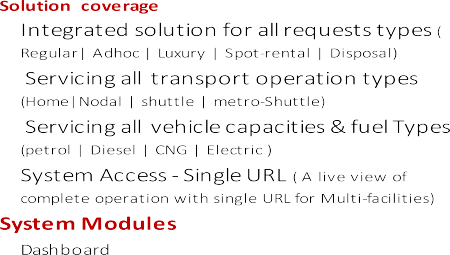 Solution coverage
Integrated solution for all requests types (
Regular| Adhoc | Luxury | Spot-rental | Disposal)
Servicing all transport operation types
(Home|Nodal | shuttle | metro-Shuttle)
Servicing all vehicle capacities & fuel Types
(petrol | Diesel | CNG | Electric )
System Access - Single URL ( A live view of
complete operation with single URL for Multi-facilities)
System Modules
Dashboard